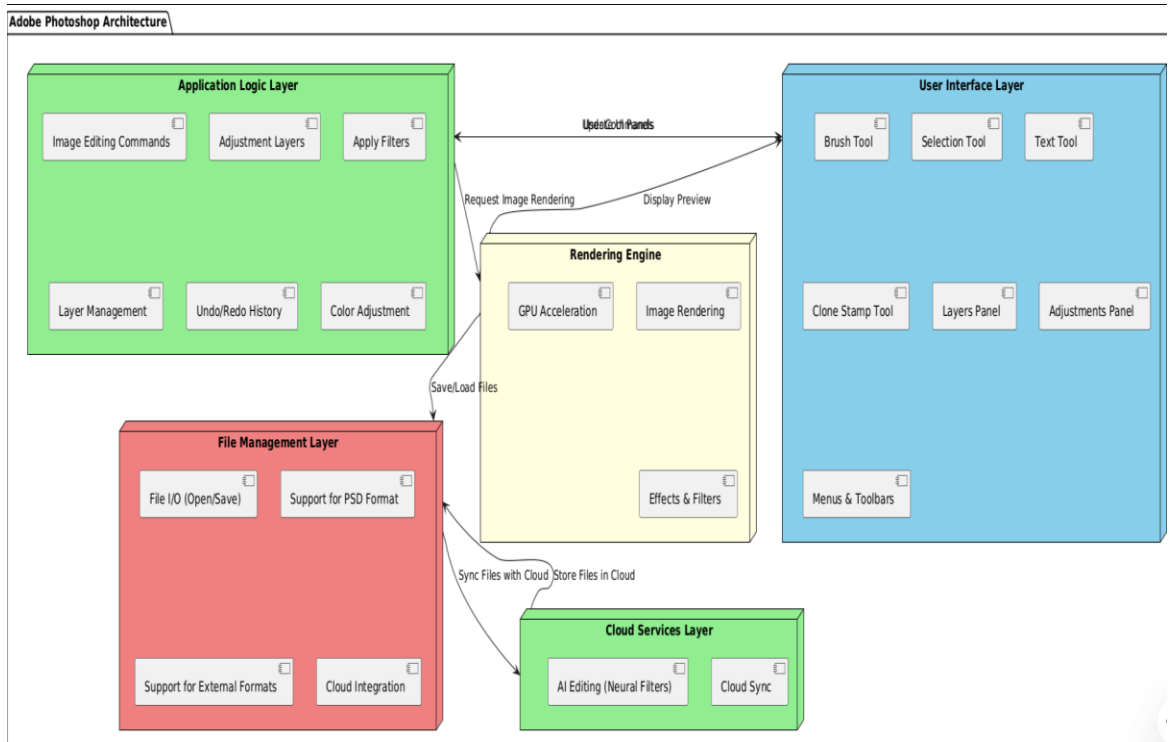 Adobe Photoshop Architecture
Application Logic Layer
Image Editing Commands
Adjustment Layers
Apply Filters
Layer Management
Undo/Redo History
Color Adjustment
User Interface Layer
Brush Tool
Selection Tool
Text Tool
Clone Stamp Tool
Layers Panel
Adjustments Panel
Menus & Toolbars
Panels
Request Image Rendering
Display Preview
Rendering Engine
GPU Acceleration
Image Rendering
Effects & Filters
Save/Load Files
File Management Layer
File I/O (Open/Save)
Support for PSD Format
Support for External Formats
Cloud Integration
Sync Files with Cloud
Store Files in Cloud
Cloud Services Layer
AI Editing (Neural Filters)
Cloud Sync